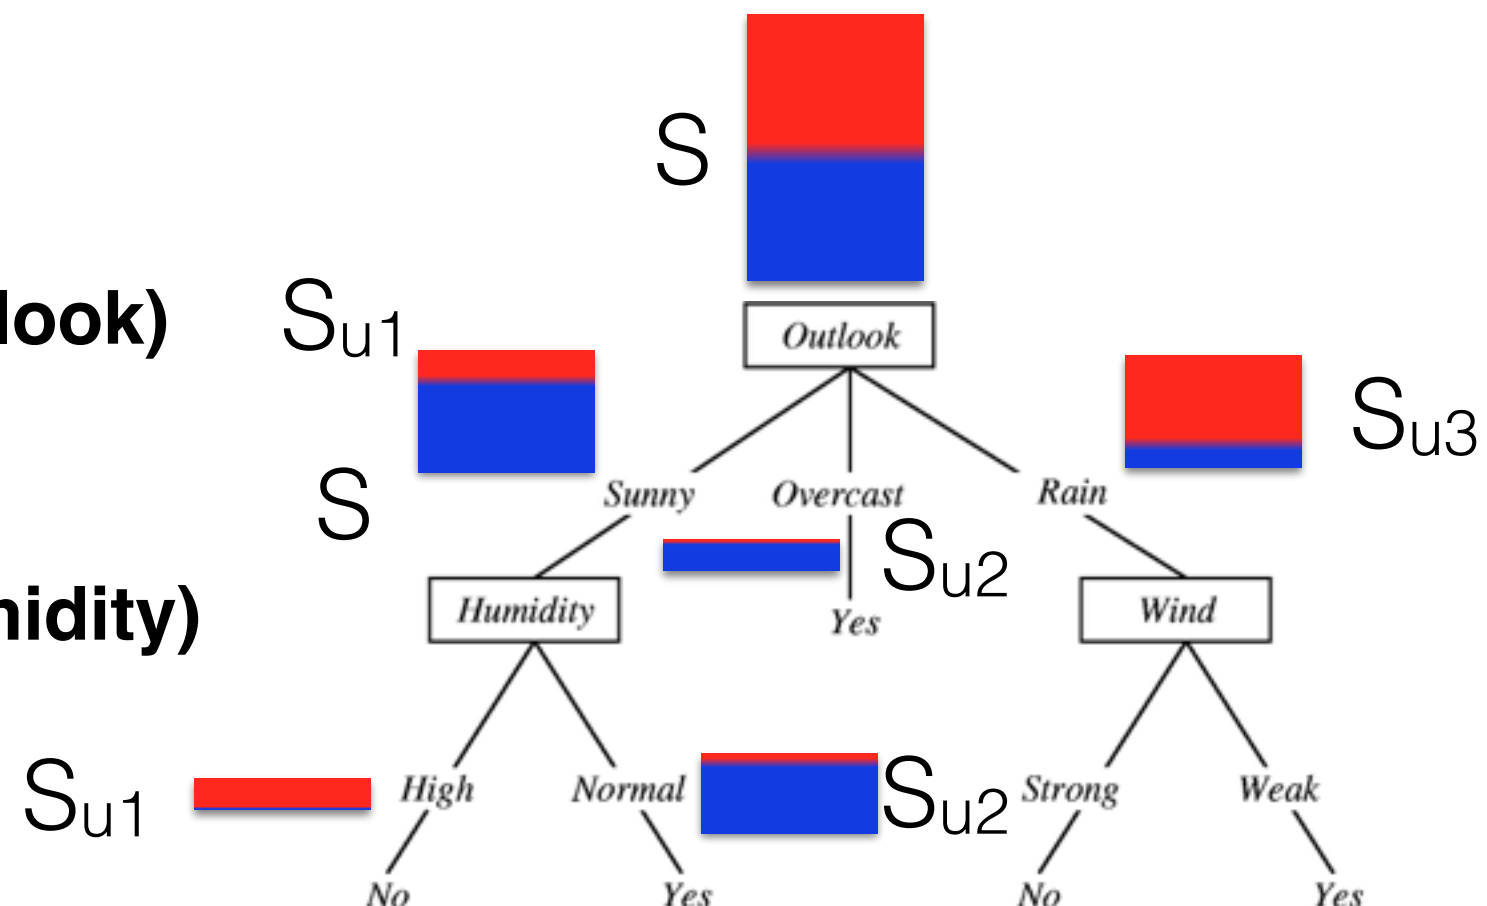 S
Outlook
look)
Su1
Su3
S
Sunny Overcast Rain
Su2
Humidity Yes Wind
nidity)
Su1 High Normal Su2 Strong Weak
No Yes No Yes